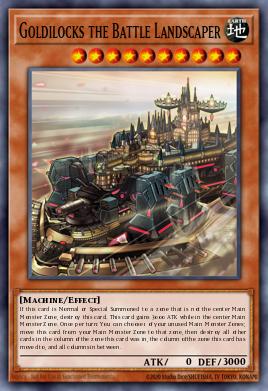 Goldilocks the Battle Landscaper
EARTH
地
[Machine/Effect]
If this card is Normal or Special Summoned to a zone that is not the center Main
Monster Zone, destroy this card. This card gains 3000 ATK while in the center Main
Monster Zone. Once per turn: You can choose 1 of your unused Main Monster Zones;
move this card from your Main Monster Zone to that zone, then destroy all other
cards in the column of the zone this card was in, the column of the zone this card has
moved to, and all columns in between.
ATK/ 0 DEF/3000
©2020 Studio Dice/SHUEISHA, TV TOKYO, KONAMI